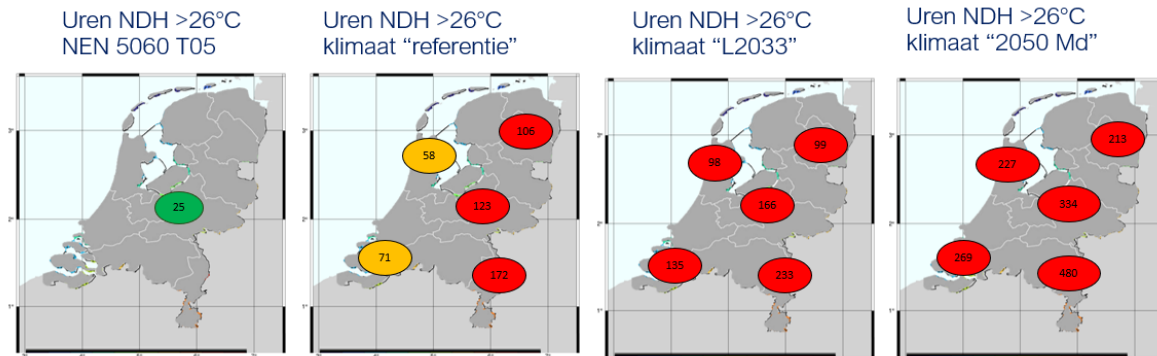 Uren NDH >26°C
NEN 5060 T05
Uren NDH >26°C
klimaat “referentie”
Uren NDH >26°C
klimaat “L2033”
Uren NDH >26°C
klimaat “2050 Md”
25
106
58
123
71
172
99
98
166
135
233
213
227
334
269
480